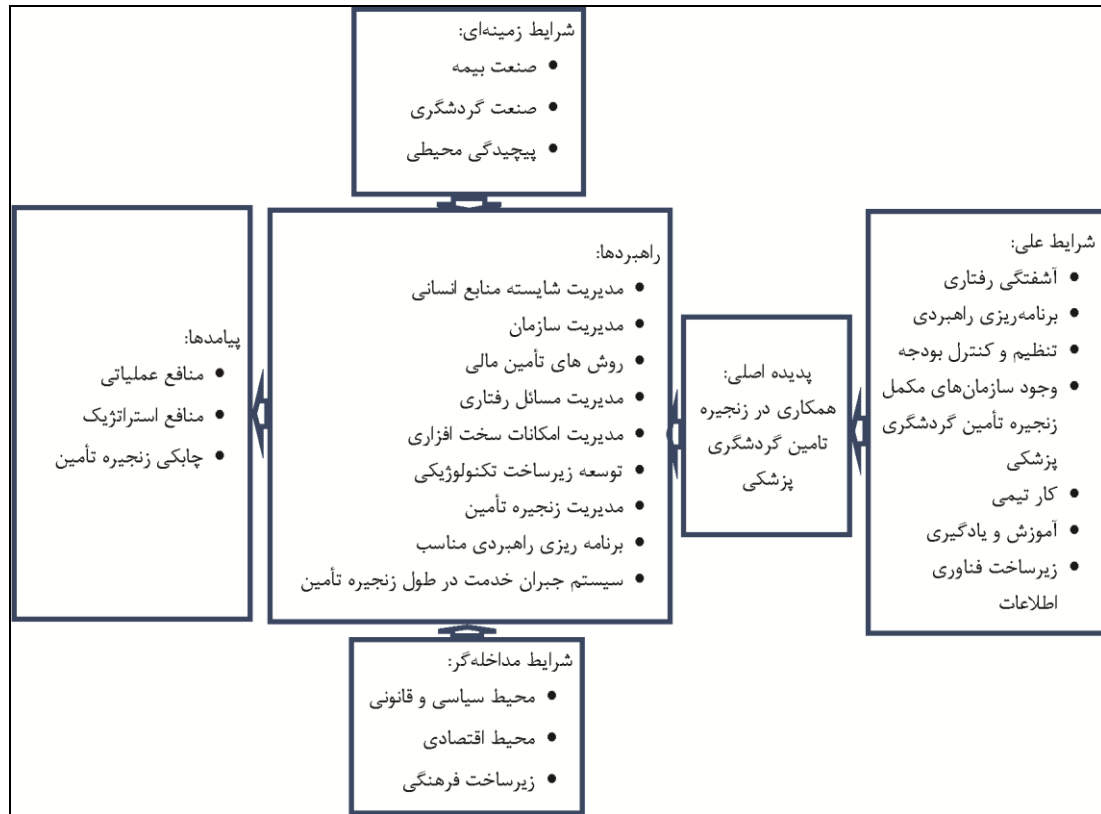 شرایط زمینه‌ای:
• صنعت بیمه
• صنعت گردشگری
• پیچیدگی محیطی
شرایط علی:
• آشفتگی رفتاری
• برنامه‌ریزی راهبردی
• تنظیم و کنترل بودجه
• وجود سازمان‌های مکمل
زنجیره تأمین گردشگری
پزشکی
• کار تیمی
• آموزش و یادگیری
• زیرساخت فناوری
اطلاعات
پدیده اصلی:
همکاری در زنجیره
تامین گردشگری
پزشکی
راهبردها:
• مدیریت شایسته منابع انسانی
• مدیریت سازمان
• روش های تأمین مالی
• مدیریت مسائل رفتاری
• مدیریت امکانات سخت افزاری
• توسعه زیرساخت تکنولوژیکی
• مدیریت زنجیره تأمین
• برنامه ریزی راهبردی مناسب
• سیستم جبران خدمت در طول زنجیره تأمین
پیامدها:
• منافع عملیاتی
• منافع استراتژیک
• چابکی زنجیره تأمین
شرایط مداخله‌گر:
• محیط سیاسی و قانونی
• محیط اقتصادی
• زیرساخت فرهنگی